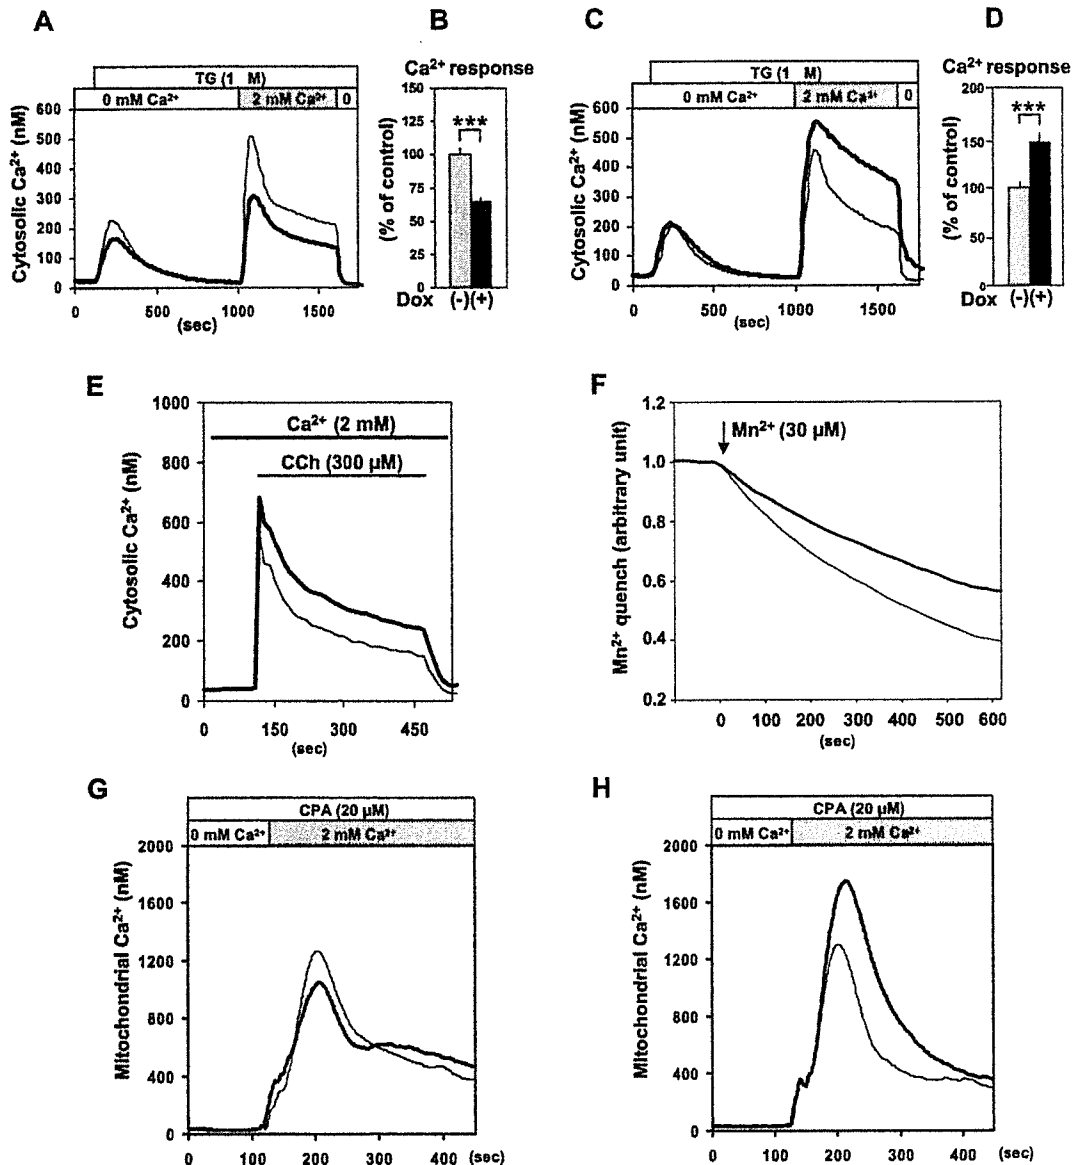 A
TG (1 M)
0 mM Ca²⁺ 2 mM Ca²⁺ 0
Cytosolic Ca²⁺ (nM)
600
500
400
300
200
100
0
0 500 1000 1500
(sec)
B
Ca²⁺ response
(% of control)
150
125
100
75
50
25
0
***
Dox (-)(+)
C
TG (1 M)
0 mM Ca²⁺ 2 mM Ca²⁺ 0
Cytosolic Ca²⁺ (nM)
600
500
400
300
200
100
0
0 500 1000 1500
(sec)
D
Ca²⁺ response
(% of control)
200
150
100
50
0
***
Dox (-)(+)
E
Cytosolic Ca²⁺ (nM)
1000
800
600
400
200
0
Ca²⁺ (2 mM)
CCh (300 µM)
0 150 300 450
(sec)
F
Mn²⁺ quench (arbitrary unit)
1.2
1.0
0.8
0.6
0.4
0.2
Mn²⁺ (30 µM)
0 100 200 300 400 500 600
(sec)
G
CPA (20 µM)
0 mM Ca²⁺ 2 mM Ca²⁺
Mitochondrial Ca²⁺ (nM)
2000
1600
1200
800
400
0
0 100 200 300 400 (sec)
H
CPA (20 µM)
0 mM Ca²⁺ 2 mM Ca²⁺
Mitochondrial Ca²⁺ (nM)
2000
1600
1200
800
400
0
0 100 200 300 400 (sec)